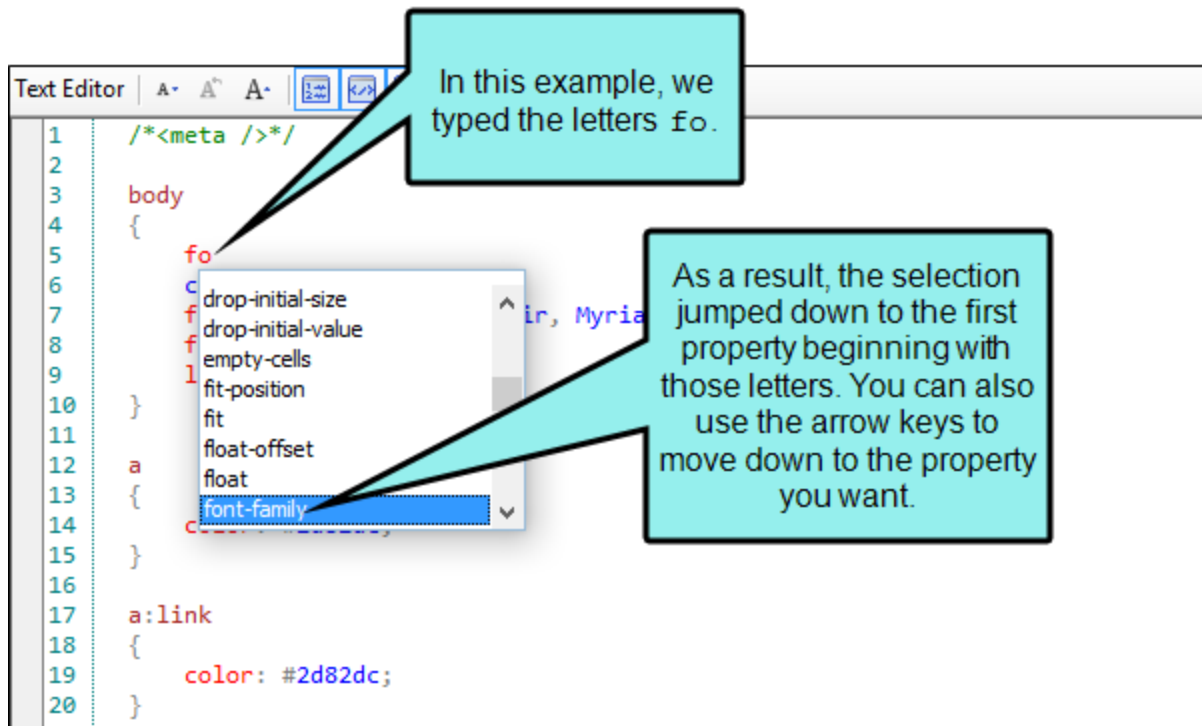 In this example, we
typed the letters fo.
Text Editor A A A
1 /*<meta />*/
2
3 body
4 {
5 fo
6 c
7 f ir, Myria
8 f
9 l
10 }
11
12 a
13 {
14
15 }
16
17 a:link
18 {
19 color: #2d82dc;
20 }
drop-initial-size
drop-initial-value
empty-cells
fit-position
fit
float-offset
float
font-family
As a result, the selection
jumped down to the first
property beginning with
those letters. You can also
use the arrow keys to
move down to the property
you want.